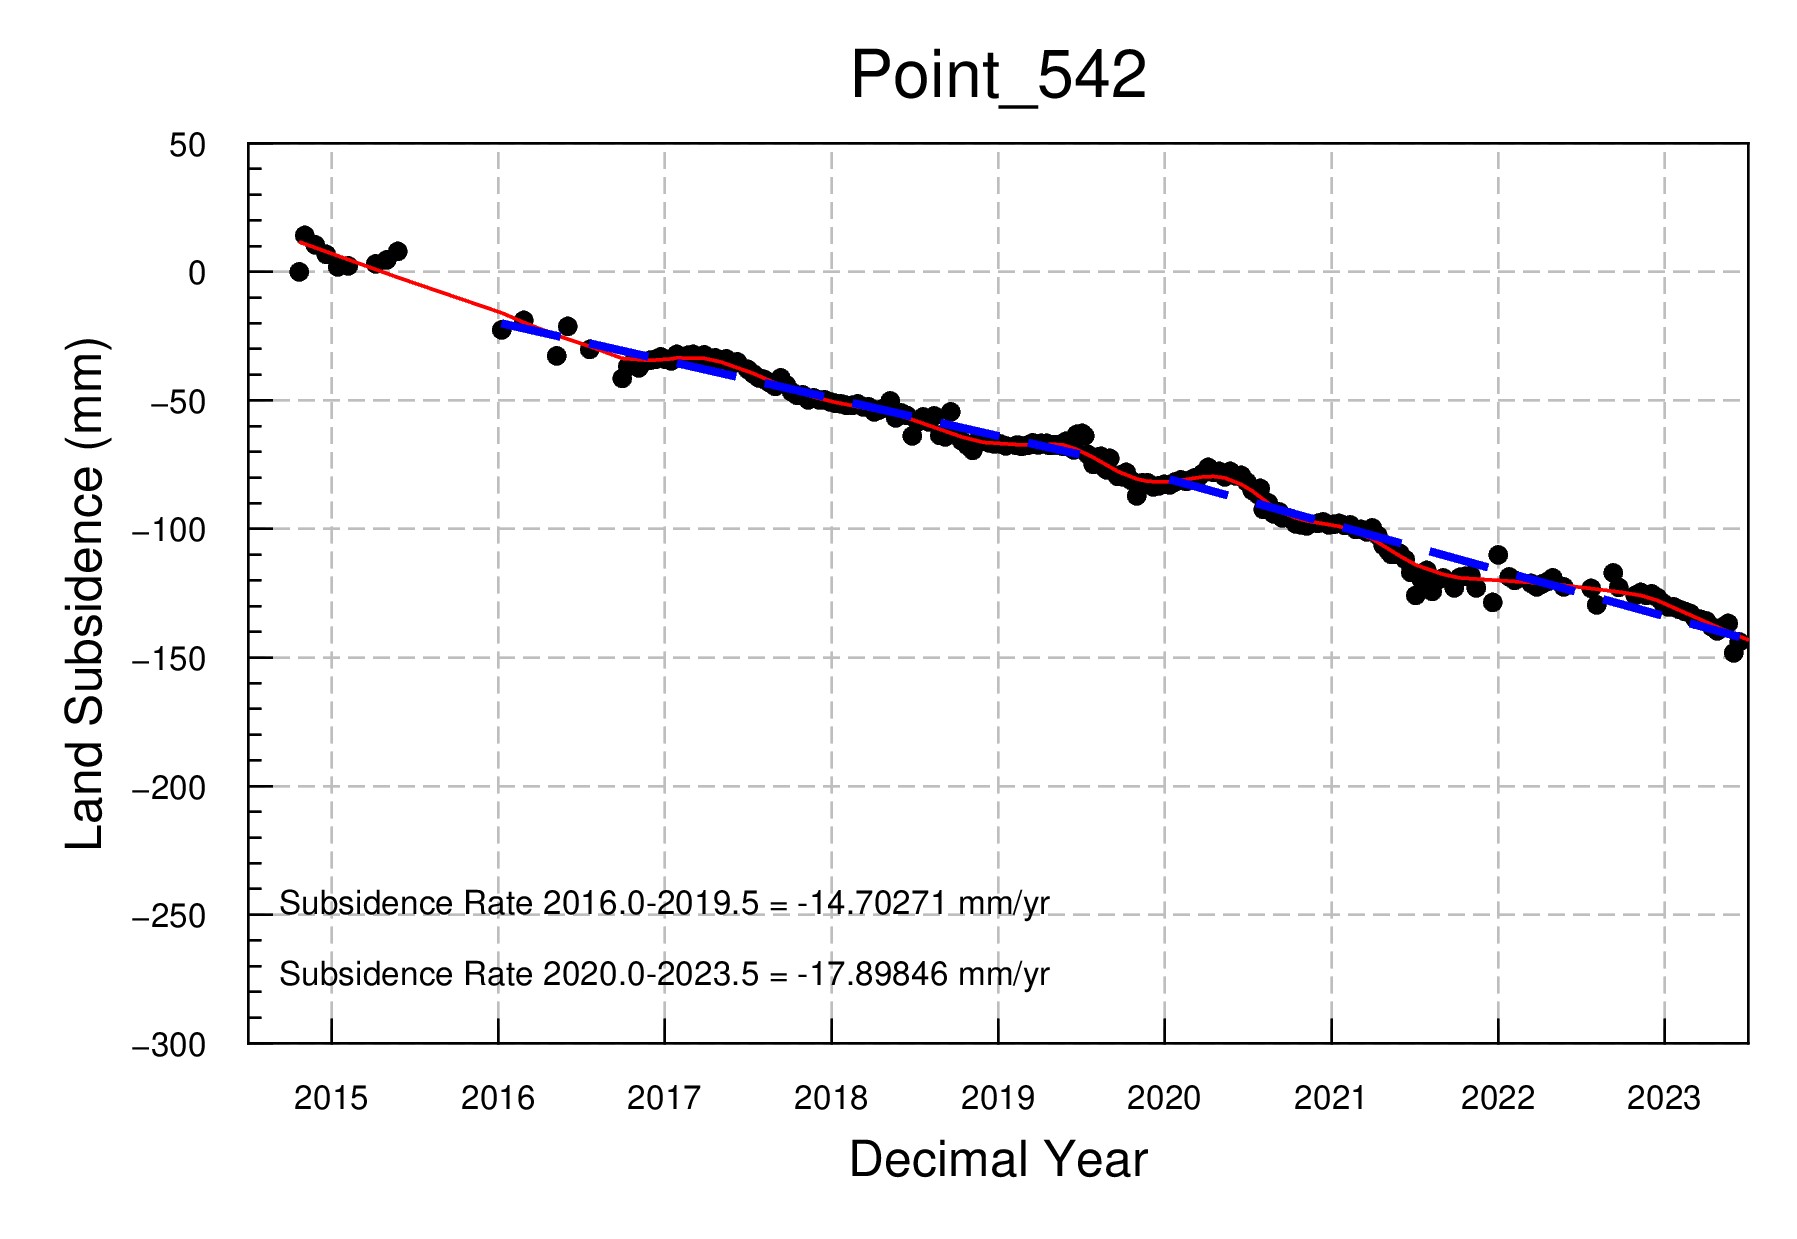 Point_542
50
0
−50
−100
−150
−200
−250
−300
Land Subsidence (mm)
Subsidence Rate 2016.0-2019.5 = -14.70271 mm/yr
Subsidence Rate 2020.0-2023.5 = -17.89846 mm/yr
2015 2016 2017 2018 2019 2020 2021 2022 2023
Decimal Year